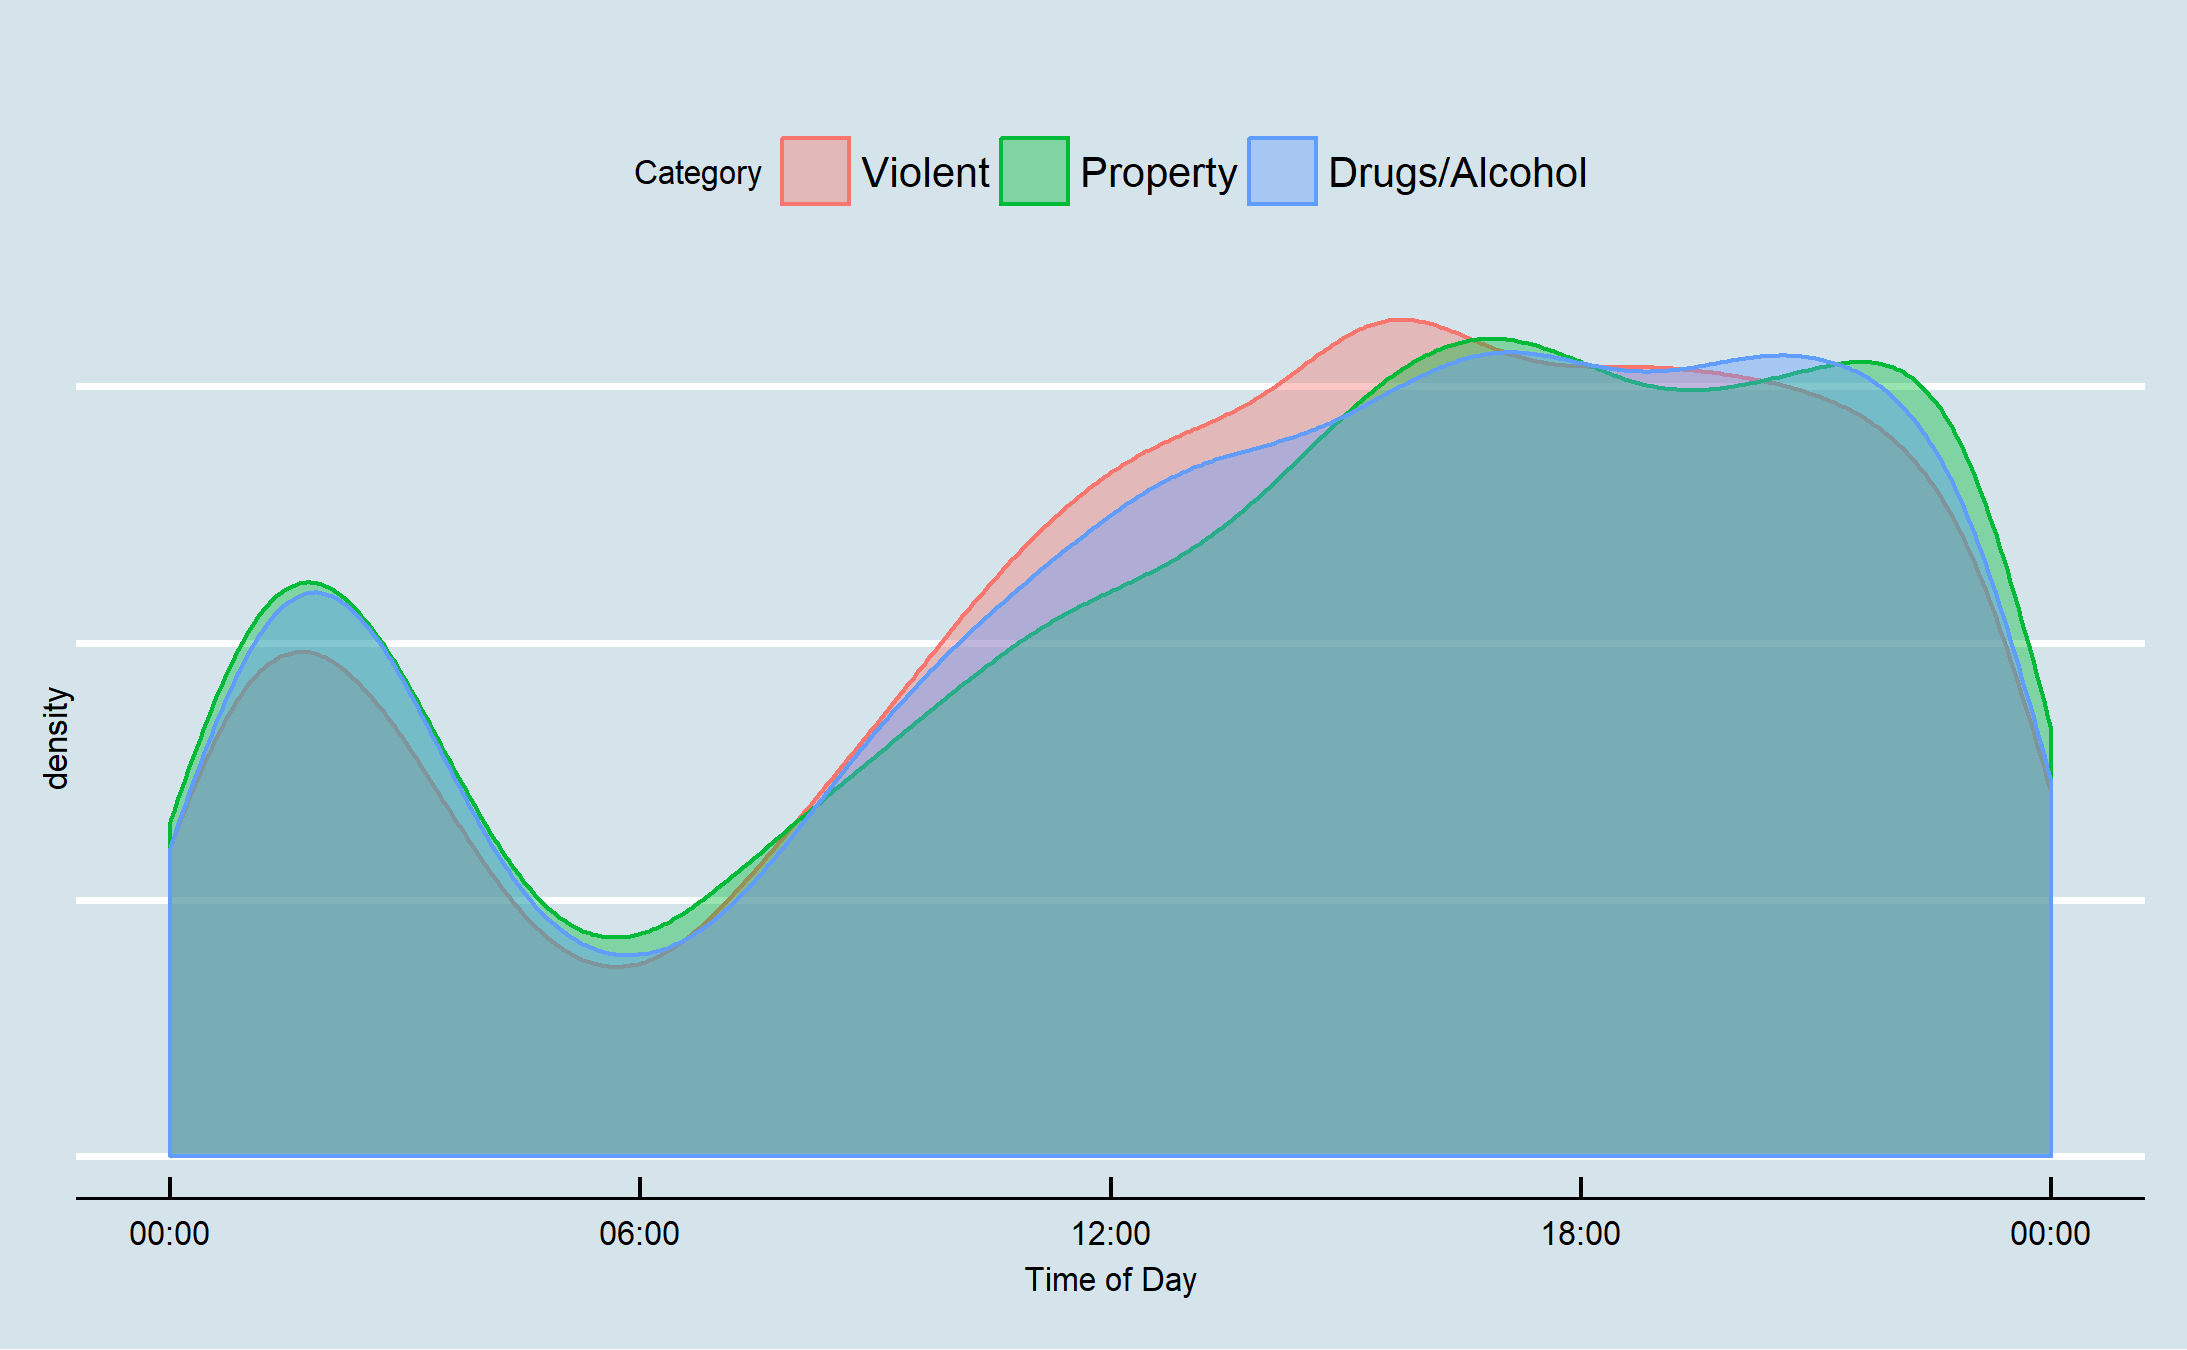 Category Violent Property Drugs/Alcohol
density
00:00 06:00 12:00 18:00 00:00
Time of Day